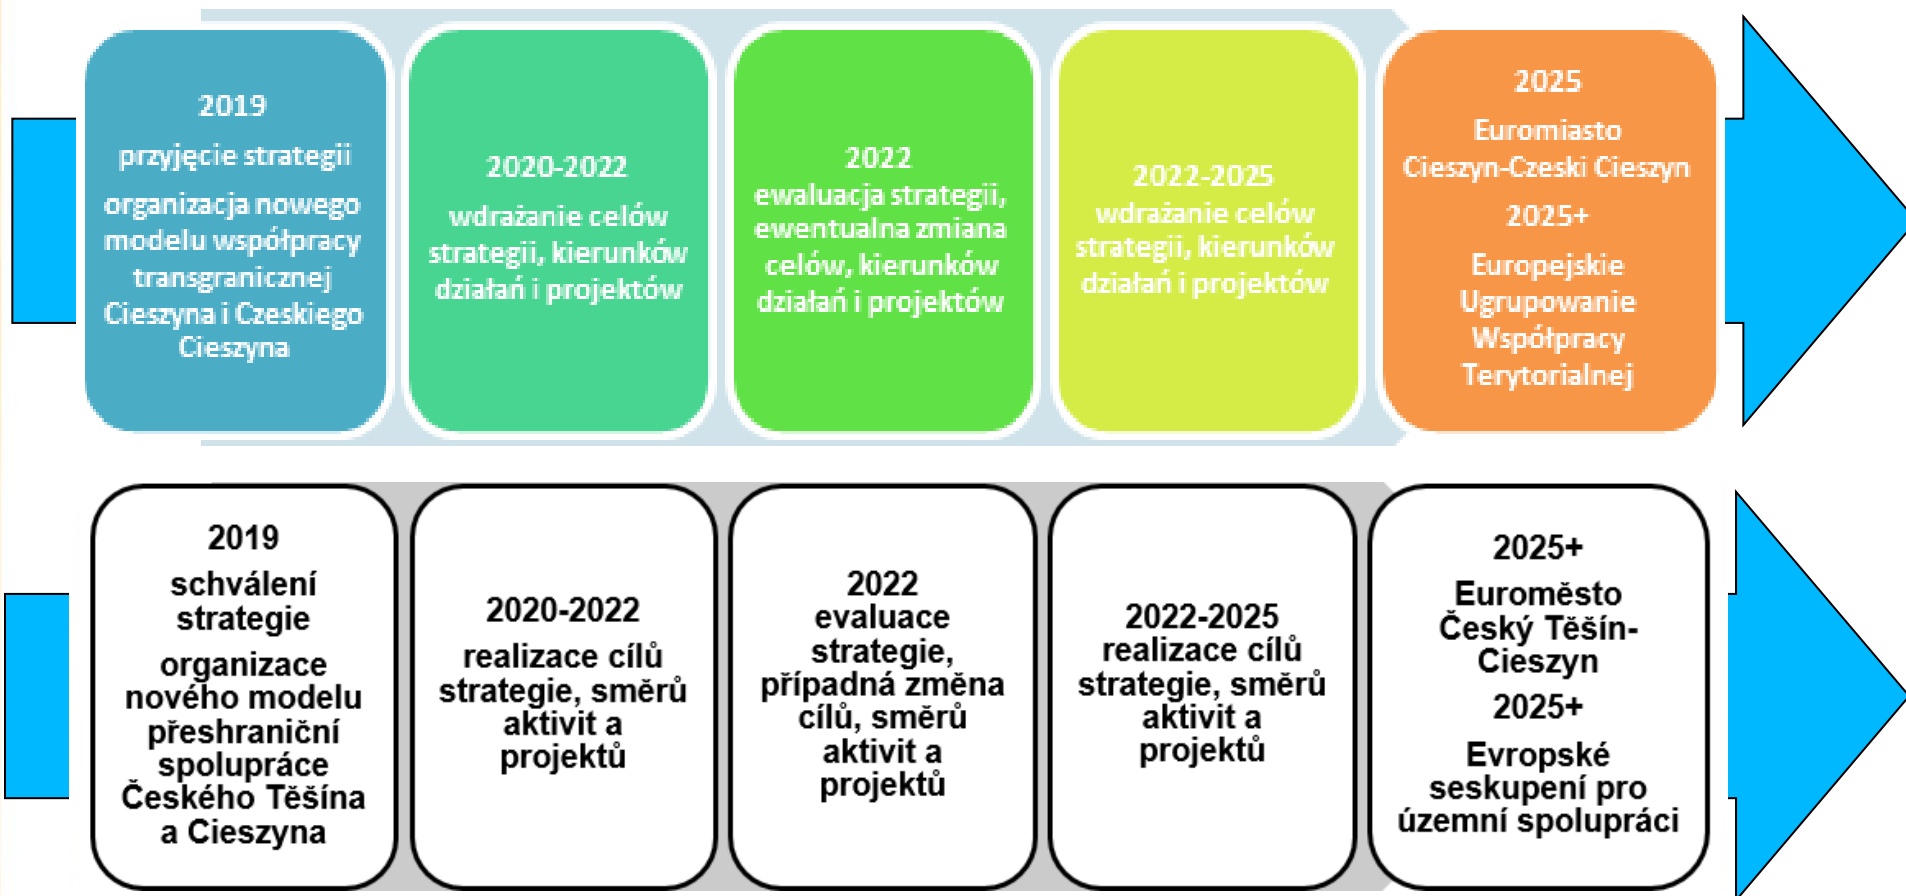 2019
przyjęcie strategii
organizacja nowego
modelu współpracy
transgranicznej
Cieszyna i Czeskiego
Cieszyna
2020-2022
wdrażanie celów
strategii, kierunków
działań i projektów
2022
ewaluacja strategii,
ewentualna zmiana
celów, kierunków
działań i projektów
2022-2025
wdrażanie celów
strategii, kierunków
działań i projektów
2025
Euromiasto
Cieszyn-Czeski Cieszyn
2025+
Europejskie
Ugrupowanie
Współpracy
Terytorialnej
2019
schválení
strategie
organizace
nového modelu
přeshraniční
spolupráce
Českého Těšína
a Cieszyna
2020-2022
realizace cílů
strategie, směrů
aktivit a
projektů
2022
evaluace
strategie,
případná změna
cílů, směrů
aktivit a
projektů
2022-2025
realizace cílů
strategie, směrů
aktivit a
projektů
2025+
Euroměsto
Český Těšín-
Cieszyn
2025+
Evropské
seskupení pro
územní spolupráci